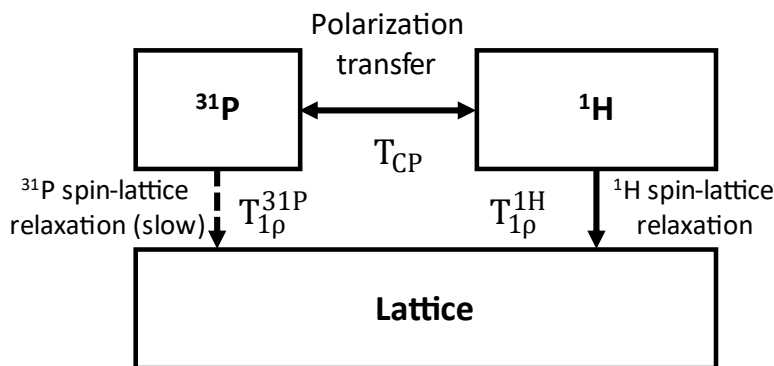 Polarization
transfer
³¹P
¹H
T_CP
³¹P spin-lattice
relaxation (slow)
T_1ρ^31P
T_1ρ^1H
¹H spin-lattice
relaxation
Lattice